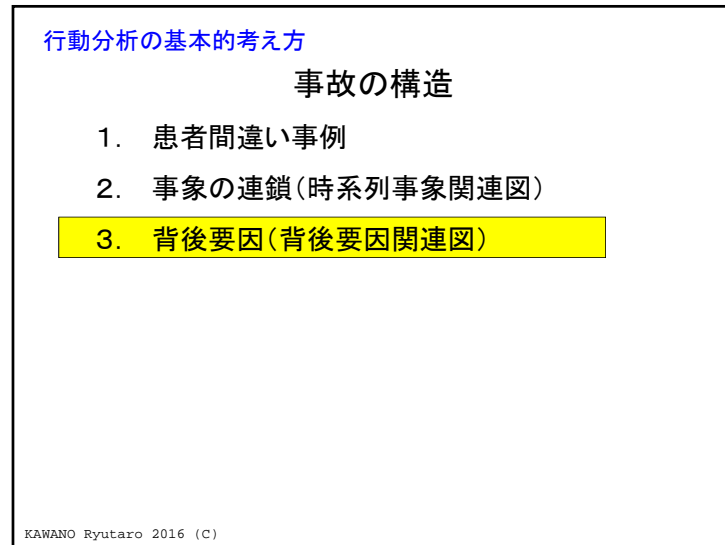 行動分析の基本的考え方
事故の構造
1. 患者間違い事例
2. 事象の連鎖(時系列事象関連図)
3. 背後要因(背後要因関連図)
KAWANO Ryutaro 2016 (C)